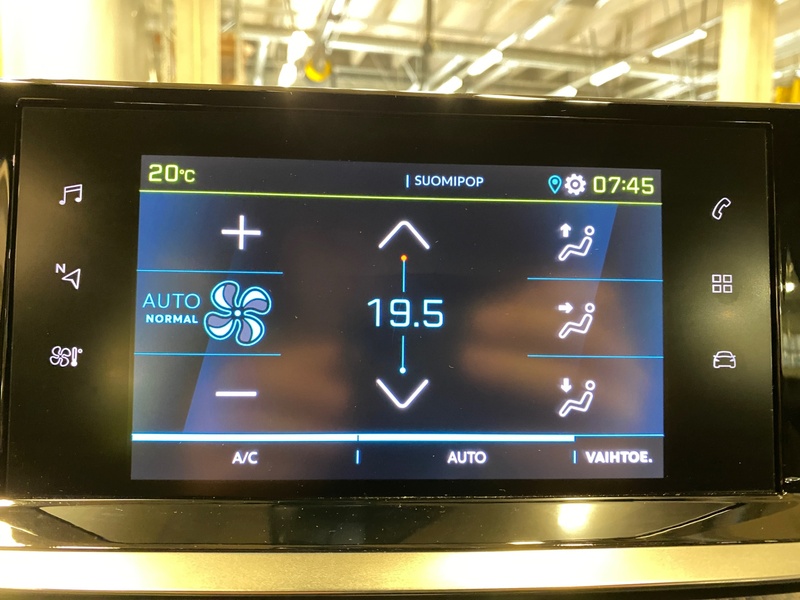 20°C
SUOMIPOP
07:45
N
AUTO
NORMAL
19.5
A/C
AUTO
VAIHTOE.